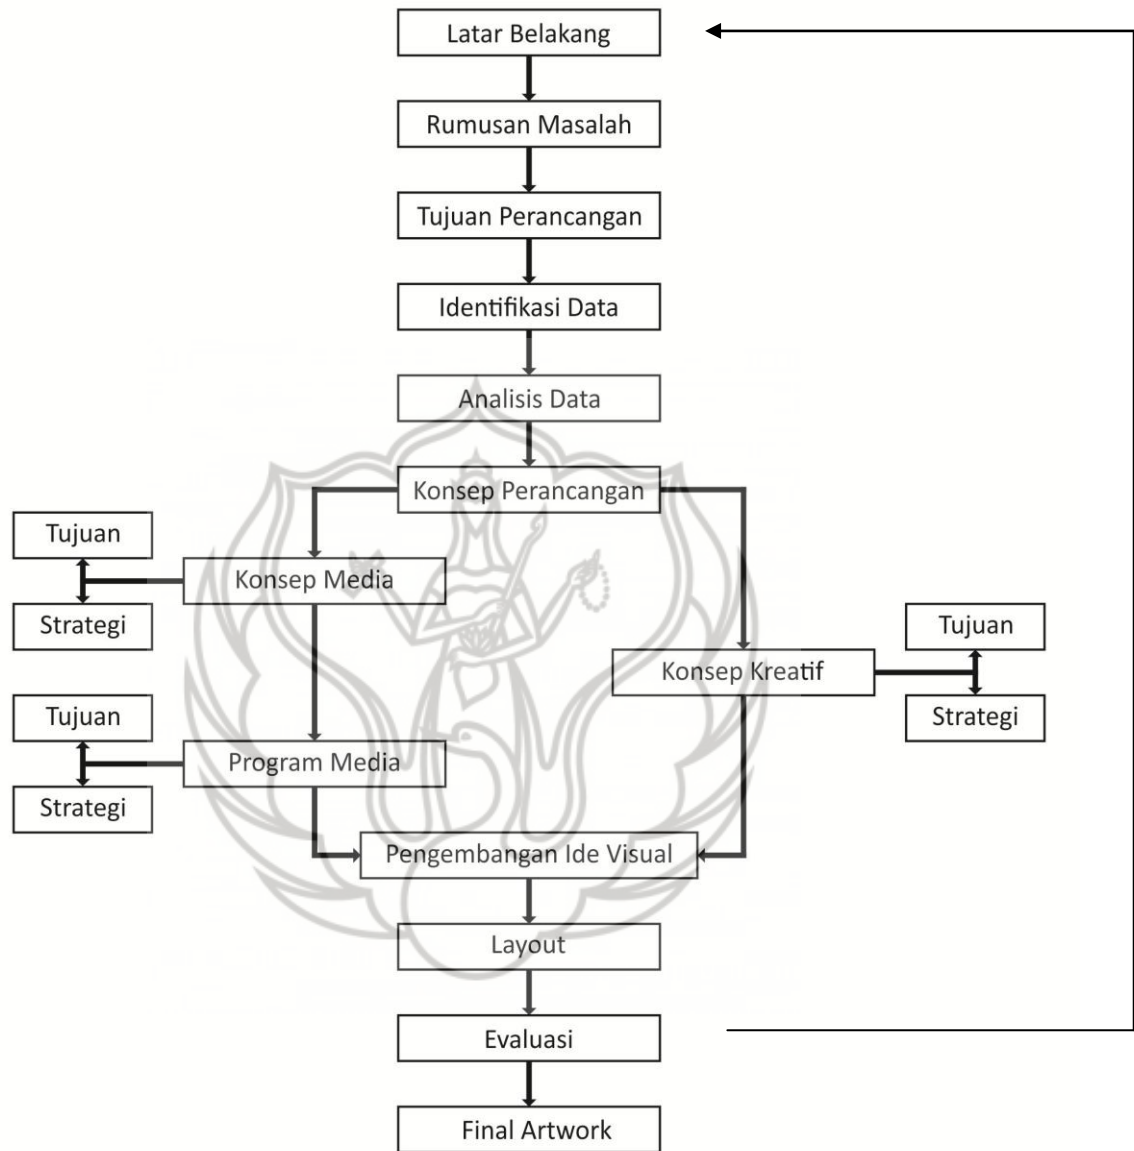 Latar Belakang
Rumusan Masalah
Tujuan Perancangan
Identifikasi Data
Analisis Data
Konsep Perancangan
Tujuan
Konsep Media
Strategi
Tujuan
Konsep Kreatif
Strategi
Tujuan
Program Media
Strategi
Pengembangan Ide Visual
Layout
Evaluasi
Final Artwork